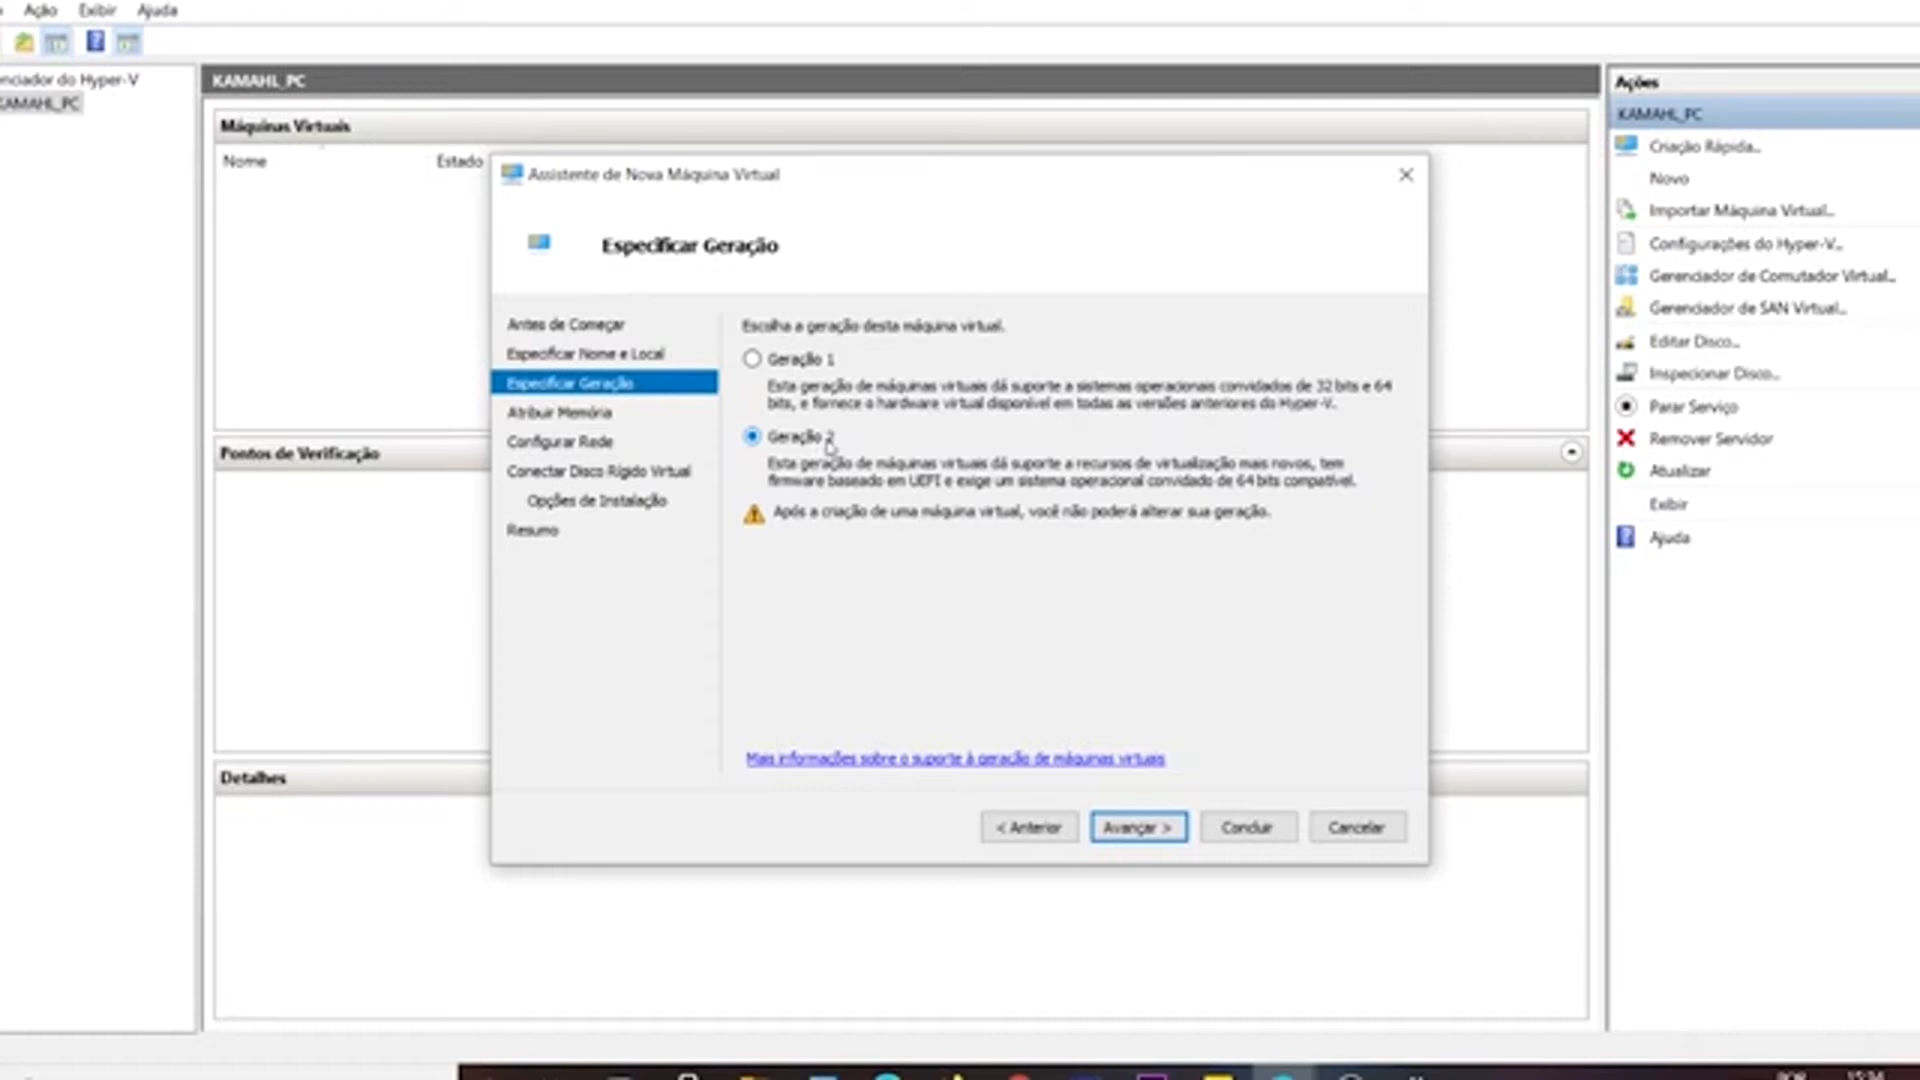 Ação Exibir Ajuda
nciador do Hyper-V
KAMAHL_PC
KAMAHL_PC
Máquinas Virtuais
Nome Estado
Assistente de Nova Máquina Virtual
Especificar Geração
Antes de Começar
Especificar Nome e Local
Especificar Geração
Atribuir Memória
Configurar Rede
Conectar Disco Rígido Virtual
Opções de Instalação
Resumo
Escolha a geração desta máquina virtual.
Geração 1
Esta geração de máquinas virtuais dá suporte a sistemas operacionais convidados de 32 bits e 64
bits, e fornece o hardware virtual disponível em todas as versões anteriores do Hyper-V.
Geração 2
Esta geração de máquinas virtuais dá suporte a recursos de virtualização mais novos, tem
firmware baseado em UEFI e exige um sistema operacional convidado de 64 bits compatível.
Após a criação de uma máquina virtual, você não poderá alterar sua geração.
Mais informações sobre o suporte à geração de máquinas virtuais
< Anterior Avançar > Concluir Cancelar
Pontos de Verificação
Detalhes
Ações
KAMAHL_PC
Criação Rápida...
Novo
Importar Máquina Virtual...
Configurações do Hyper-V...
Gerenciador de Comutador Virtual...
Gerenciador de SAN Virtual...
Editar Disco...
Inspecionar Disco...
Parar Serviço
Remover Servidor
Atualizar
Exibir
Ajuda